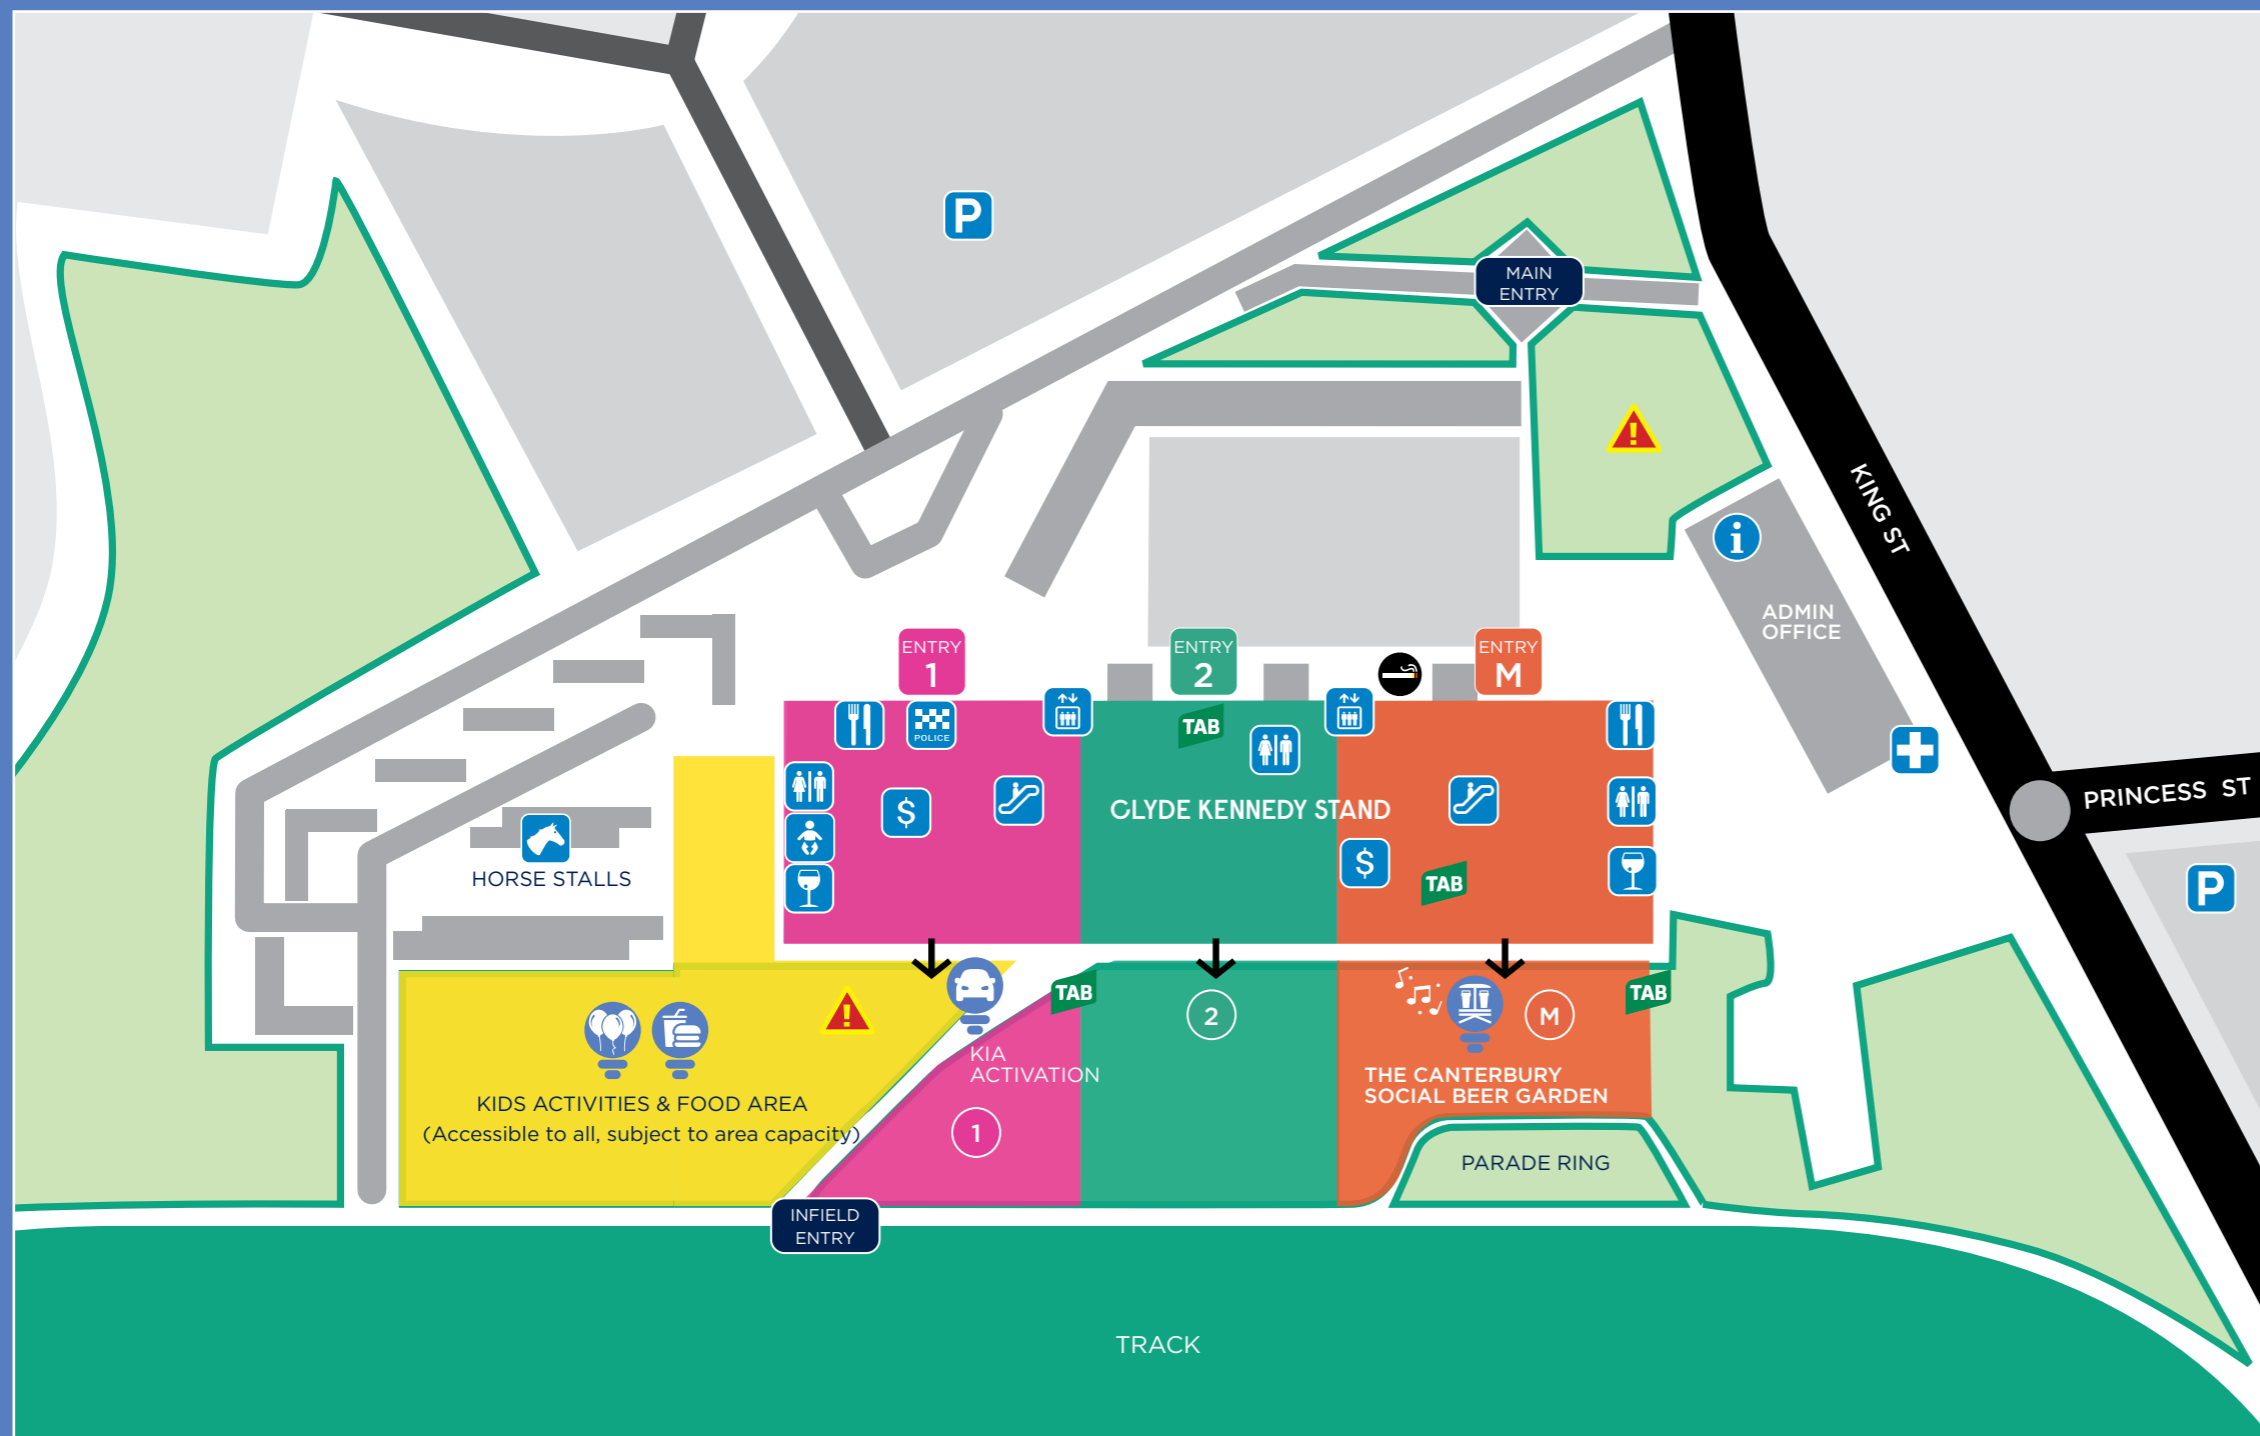 P
MAIN
ENTRY
KING ST
i
ADMIN
OFFICE
ENTRY
1
ENTRY
2
ENTRY
M
POLICE
TAB
$
CLYDE KENNEDY STAND
$
TAB
PRINCESS ST
P
HORSE STALLS
TAB
TAB
2
M
KIA
ACTIVATION
1
THE CANTERBURY
SOCIAL BEER GARDEN
KIDS ACTIVITIES & FOOD AREA
(Accessible to all, subject to area capacity)
PARADE RING
INFIELD
ENTRY
TRACK